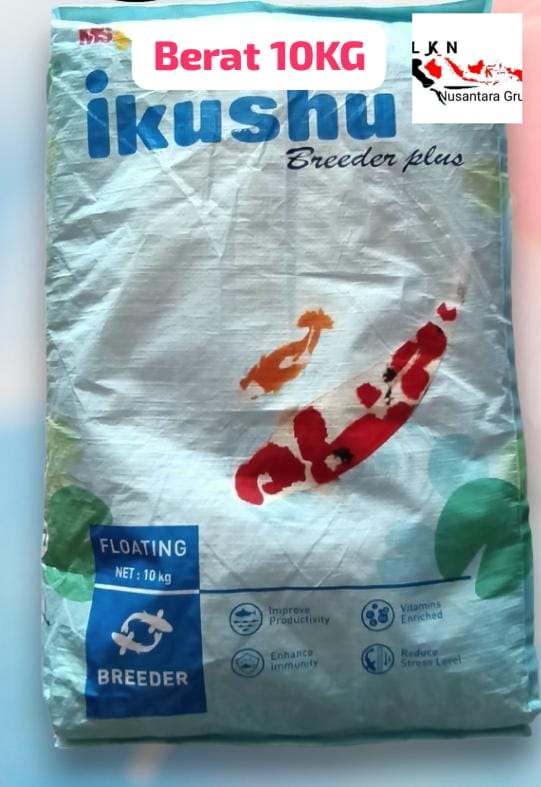 Berat 10KG
LKN
Nusantara Gru
ikushu
Breeder plus
FLOATING
NET : 10 kg
BREEDER
Improve
Productivity
Vitamins
Enriched
Enhance
Immunity
Reduce
Stress Level